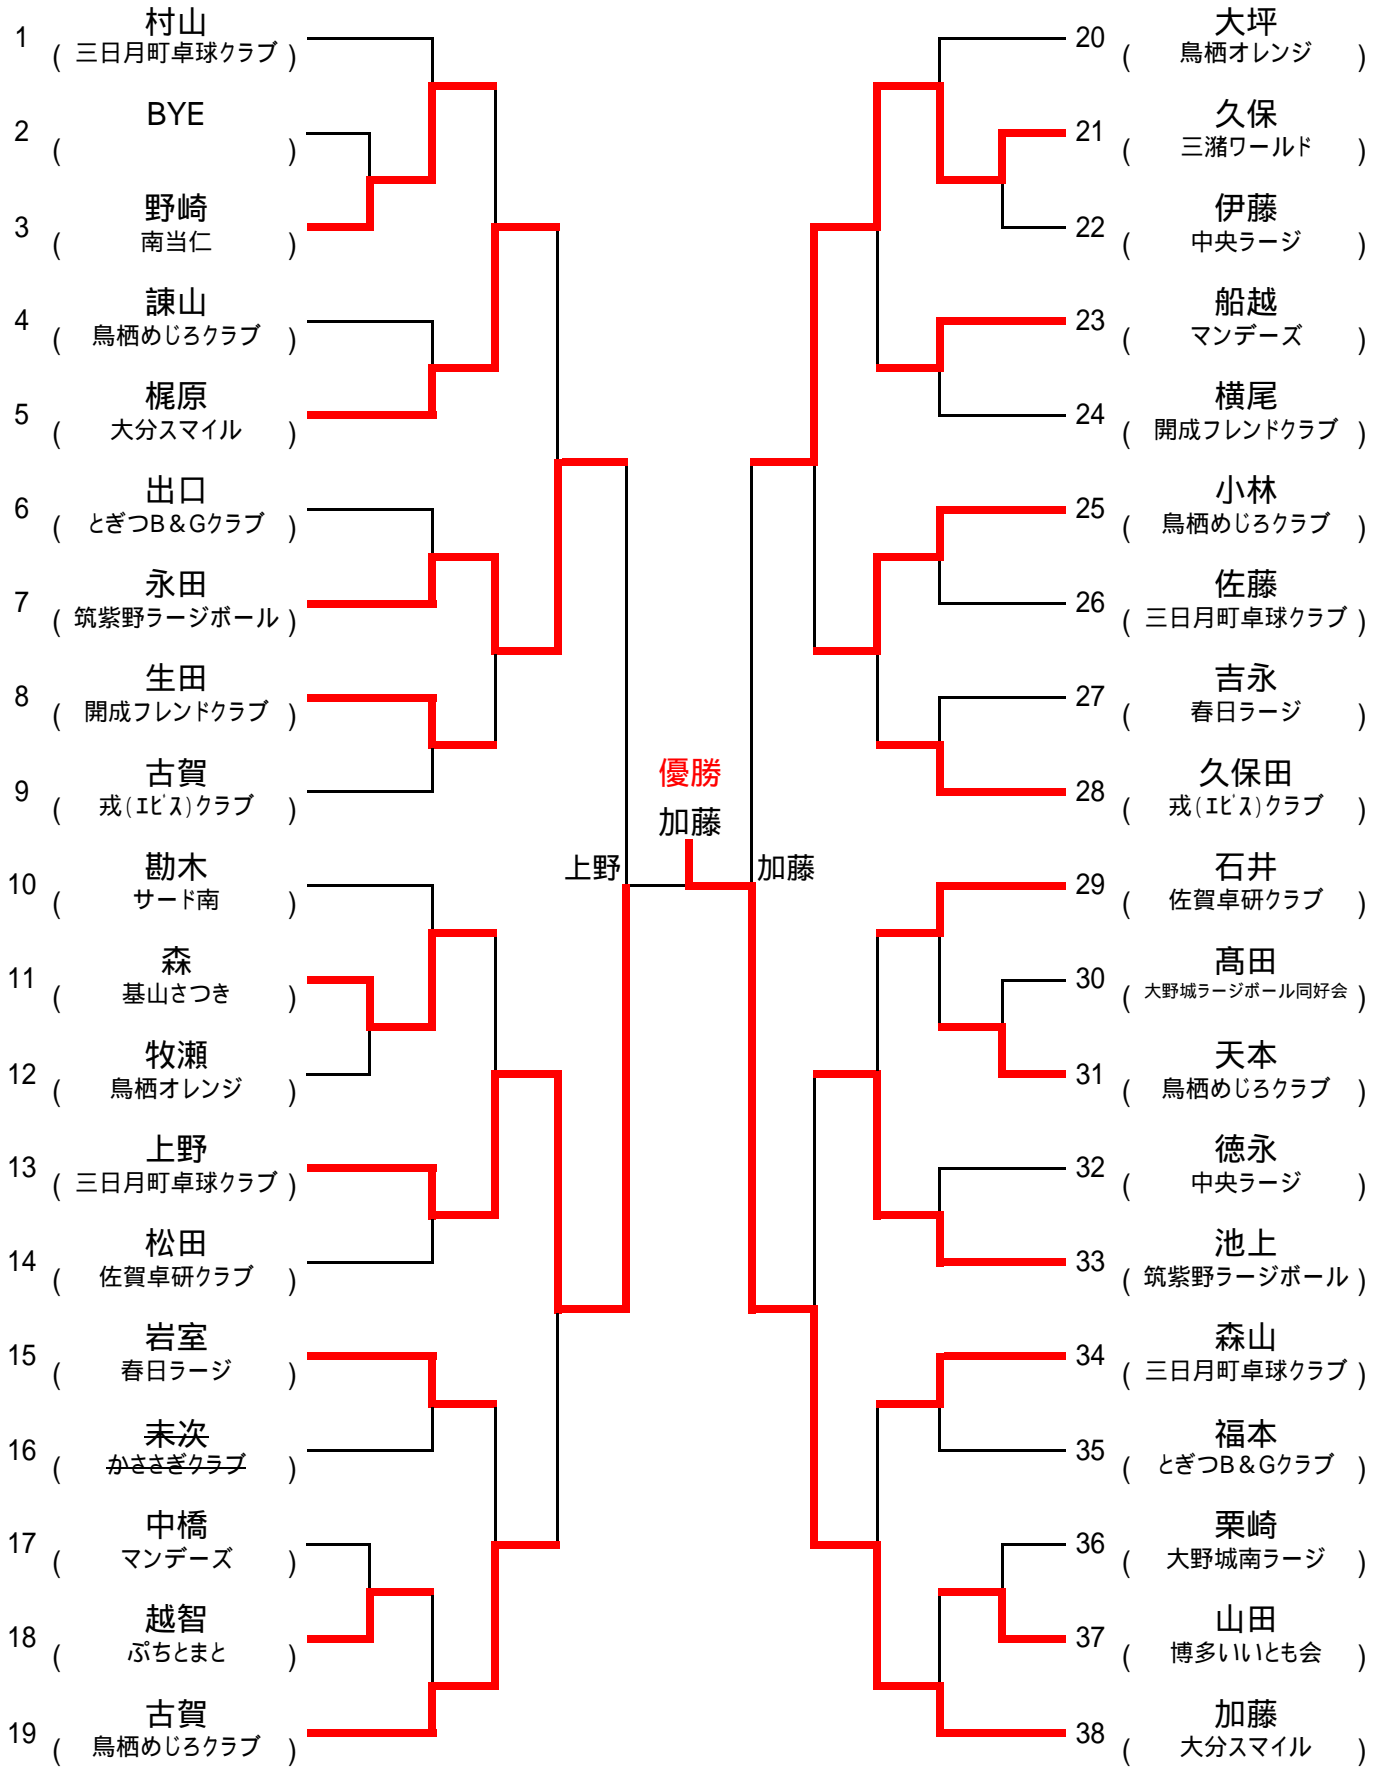 1 村山
( 三日月町卓球クラブ )
2 BYE
( )
3 野崎
( 南当仁 )
4 諌山
( 鳥栖めじろクラブ )
5 梶原
( 大分スマイル )
6 出口
( とぎつB＆Gクラブ )
7 永田
( 筑紫野ラージボール )
8 生田
( 開成フレンドクラブ )
9 古賀
( 戎(エビス)クラブ )
10 勘木
( サード南 )
11 森
( 基山さつき )
12 牧瀬
( 鳥栖オレンジ )
13 上野
( 三日月町卓球クラブ )
14 松田
( 佐賀卓研クラブ )
15 岩室
( 春日ラージ )
16 末次
( かささぎクラブ )
17 中橋
( マンデーズ )
18 越智
( ぷちとまと )
19 古賀
( 鳥栖めじろクラブ )
優勝
加藤
上野
加藤
20 大坪
( 鳥栖オレンジ )
21 久保
( 三潴ワールド )
22 伊藤
( 中央ラージ )
23 船越
( マンデーズ )
24 横尾
( 開成フレンドクラブ )
25 小林
( 鳥栖めじろクラブ )
26 佐藤
( 三日月町卓球クラブ )
27 吉永
( 春日ラージ )
28 久保田
( 戎(エビス)クラブ )
29 石井
( 佐賀卓研クラブ )
30 髙田
( 大野城ラージボール同好会 )
31 天本
( 鳥栖めじろクラブ )
32 徳永
( 中央ラージ )
33 池上
( 筑紫野ラージボール )
34 森山
( 三日月町卓球クラブ )
35 福本
( とぎつB＆Gクラブ )
36 栗崎
( 大野城南ラージ )
37 山田
( 博多いいとも会 )
38 加藤
( 大分スマイル )